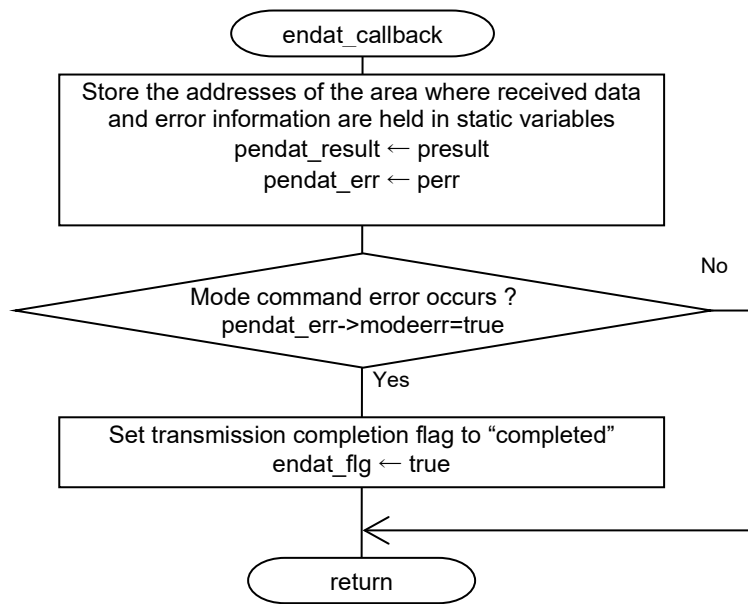 endat_callback
Store the addresses of the area where received data
and error information are held in static variables
pendat_result ← presult
pendat_err ← perr
No
Mode command error occurs ?
pendat_err->modeerr=true
Yes
Set transmission completion flag to “completed”
endat_flg ← true
return